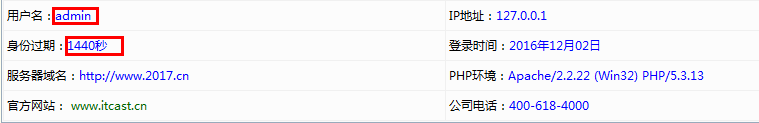 用户名：admin IP地址：127.0.0.1
身份过期：1440秒 登录时间：2016年12月02日
服务器域名：http://www.2017.cn PHP环境：Apache/2.2.22 (Win32) PHP/5.3.13
官方网站： www.itcast.cn 公司电话：400-618-4000